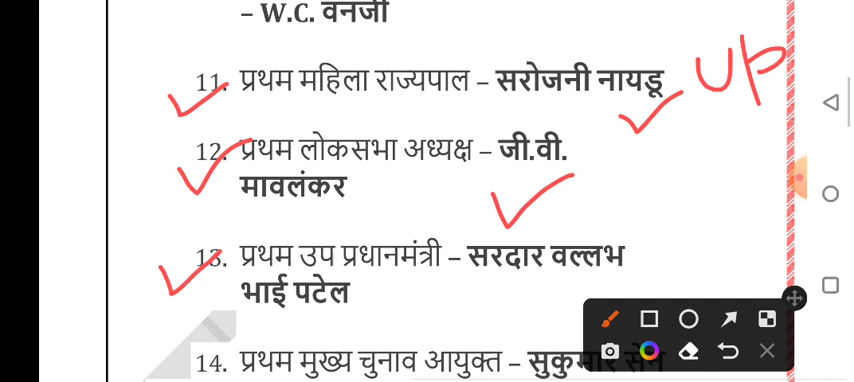 – W.C. वनर्जी
11. प्रथम महिला राज्यपाल – सरोजनी नायडू UP
12. प्रथम लोकसभा अध्यक्ष – जी.वी.
मावलंकर
13. प्रथम उप प्रधानमंत्री – सरदार वल्लभ
भाई पटेल
14. प्रथम मुख्य चुनाव आयुक्त – सुकुमार सेन